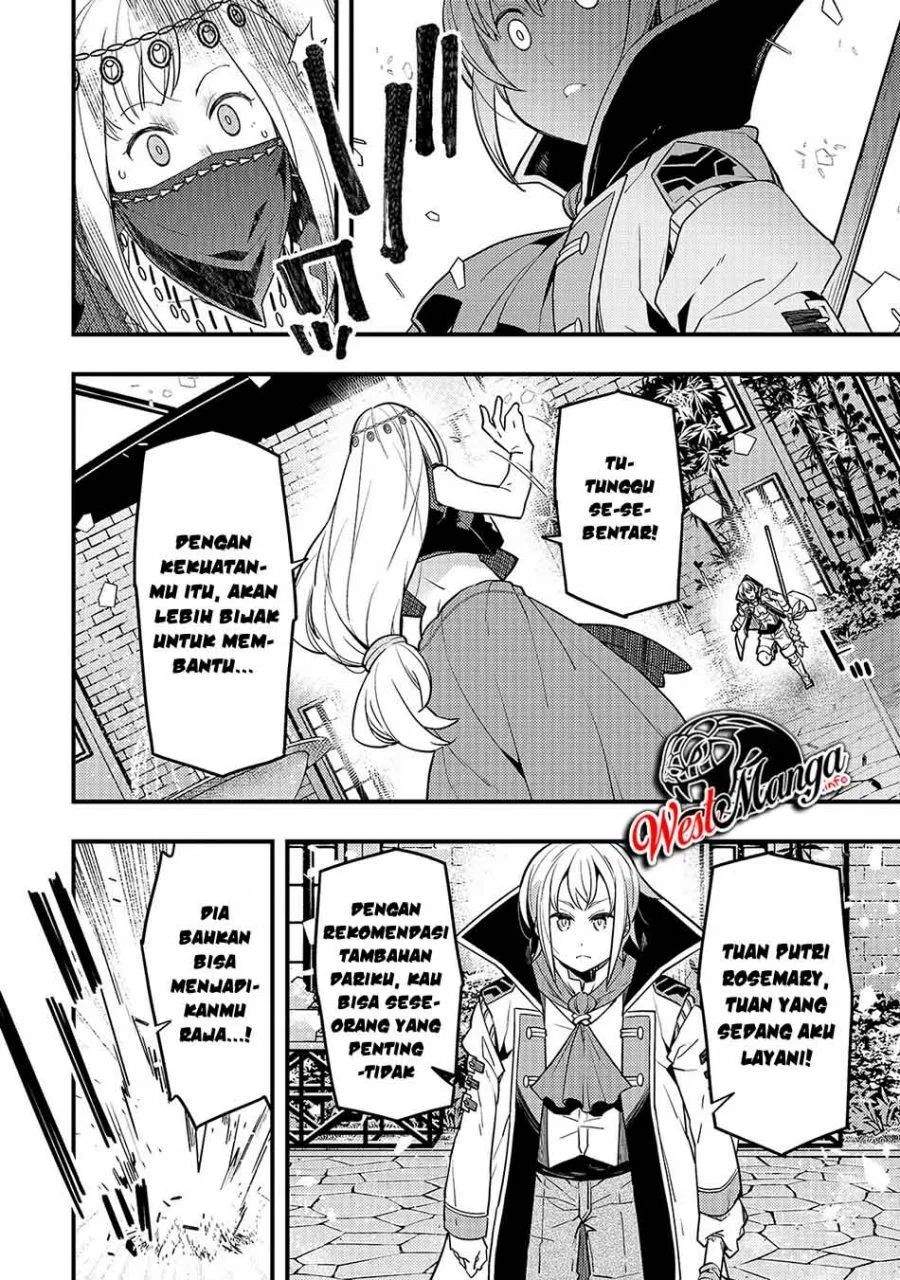 TU-
TUNGGU
SE-SE-
BENTAR!
DENGAN
KEKUATAN-
MU ITU, AKAN
LEBIH BIJAK
UNTUK MEM-
BANTU...
TUAN PUTRI
ROSEMARY,
TUAN YANG
SEDANG AKU
LAYANI!
DENGAN
REKOMENDASI
TAMBAHAN
DARIKU, KAU
BISA SESE-
ORANG YANG
PENTING
-TIDAK
DIA
BAHKAN
BISA
MENJADI-
KANMU
RAJA...!
WestManga
.info